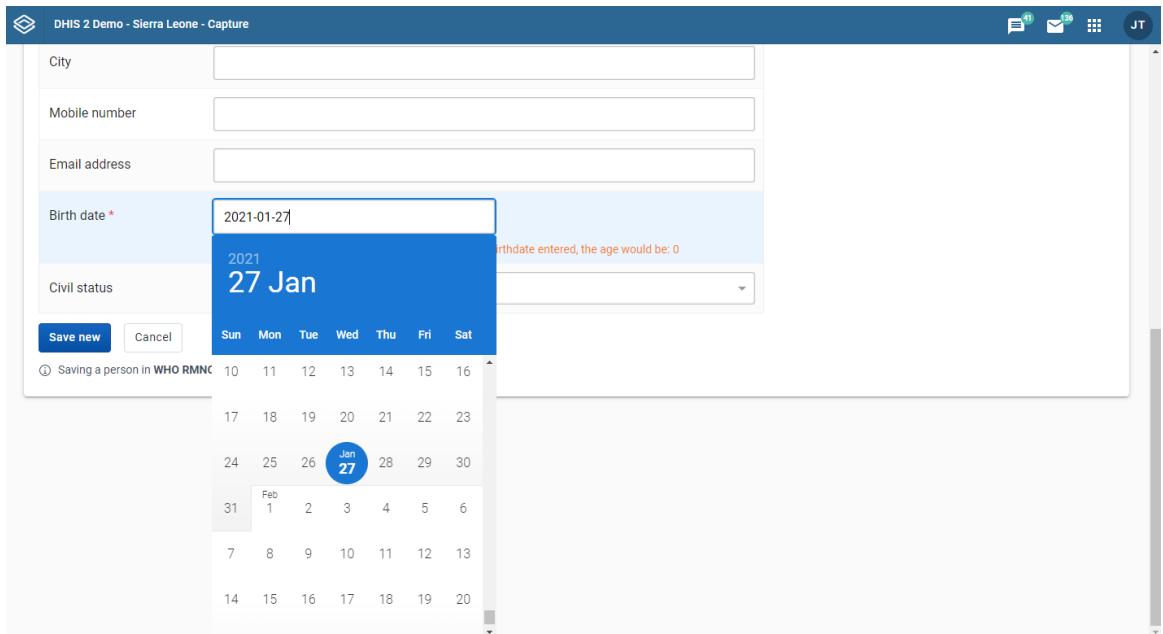 DHIS 2 Demo - Sierra Leone - Capture 41 136 JT
City
Mobile number
Email address
Birth date * 2021-01-27
2021 irthdate entered, the age would be: 0
27 Jan
Civil status
Save new Cancel Sun Mon Tue Wed Thu Fri Sat
Saving a person in WHO RMNC 10 11 12 13 14 15 16
17 18 19 20 21 22 23
24 25 26 Jan 27 28 29 30
31 Feb 1 2 3 4 5 6
7 8 9 10 11 12 13
14 15 16 17 18 19 20